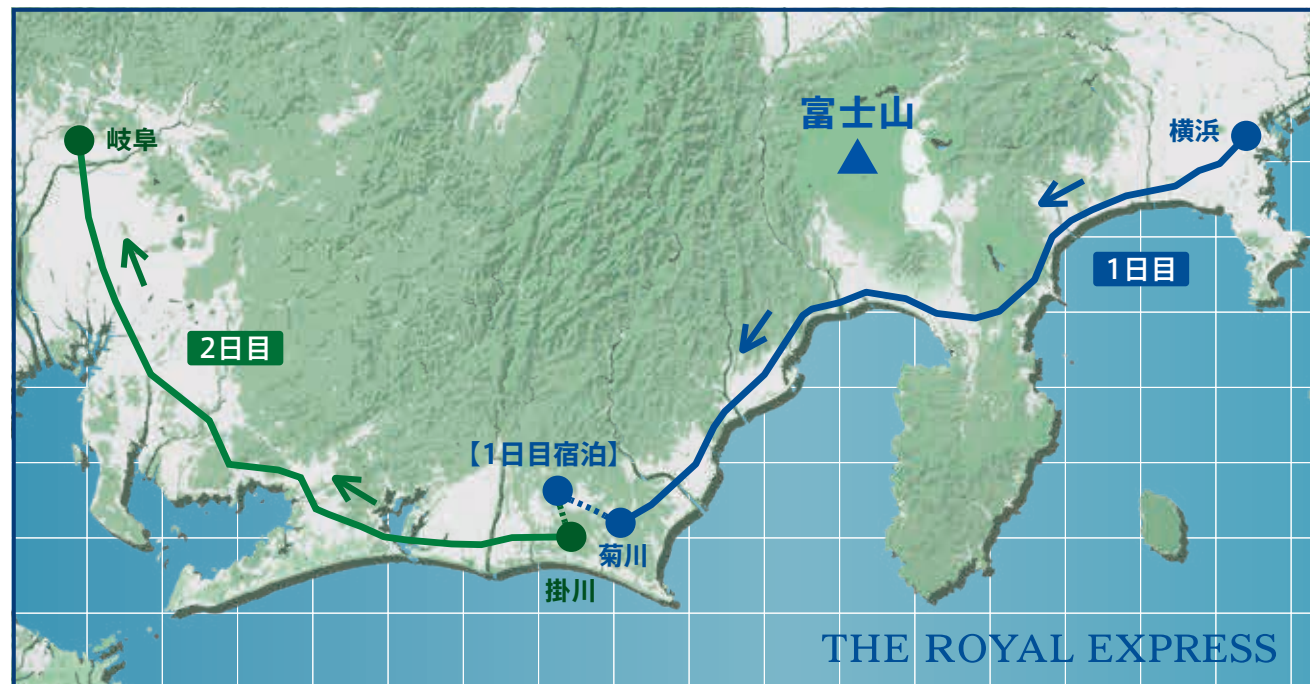 富士山
横浜
岐阜
1日目
2日目
【1日目宿泊】
菊川
掛川
THE ROYAL EXPRESS